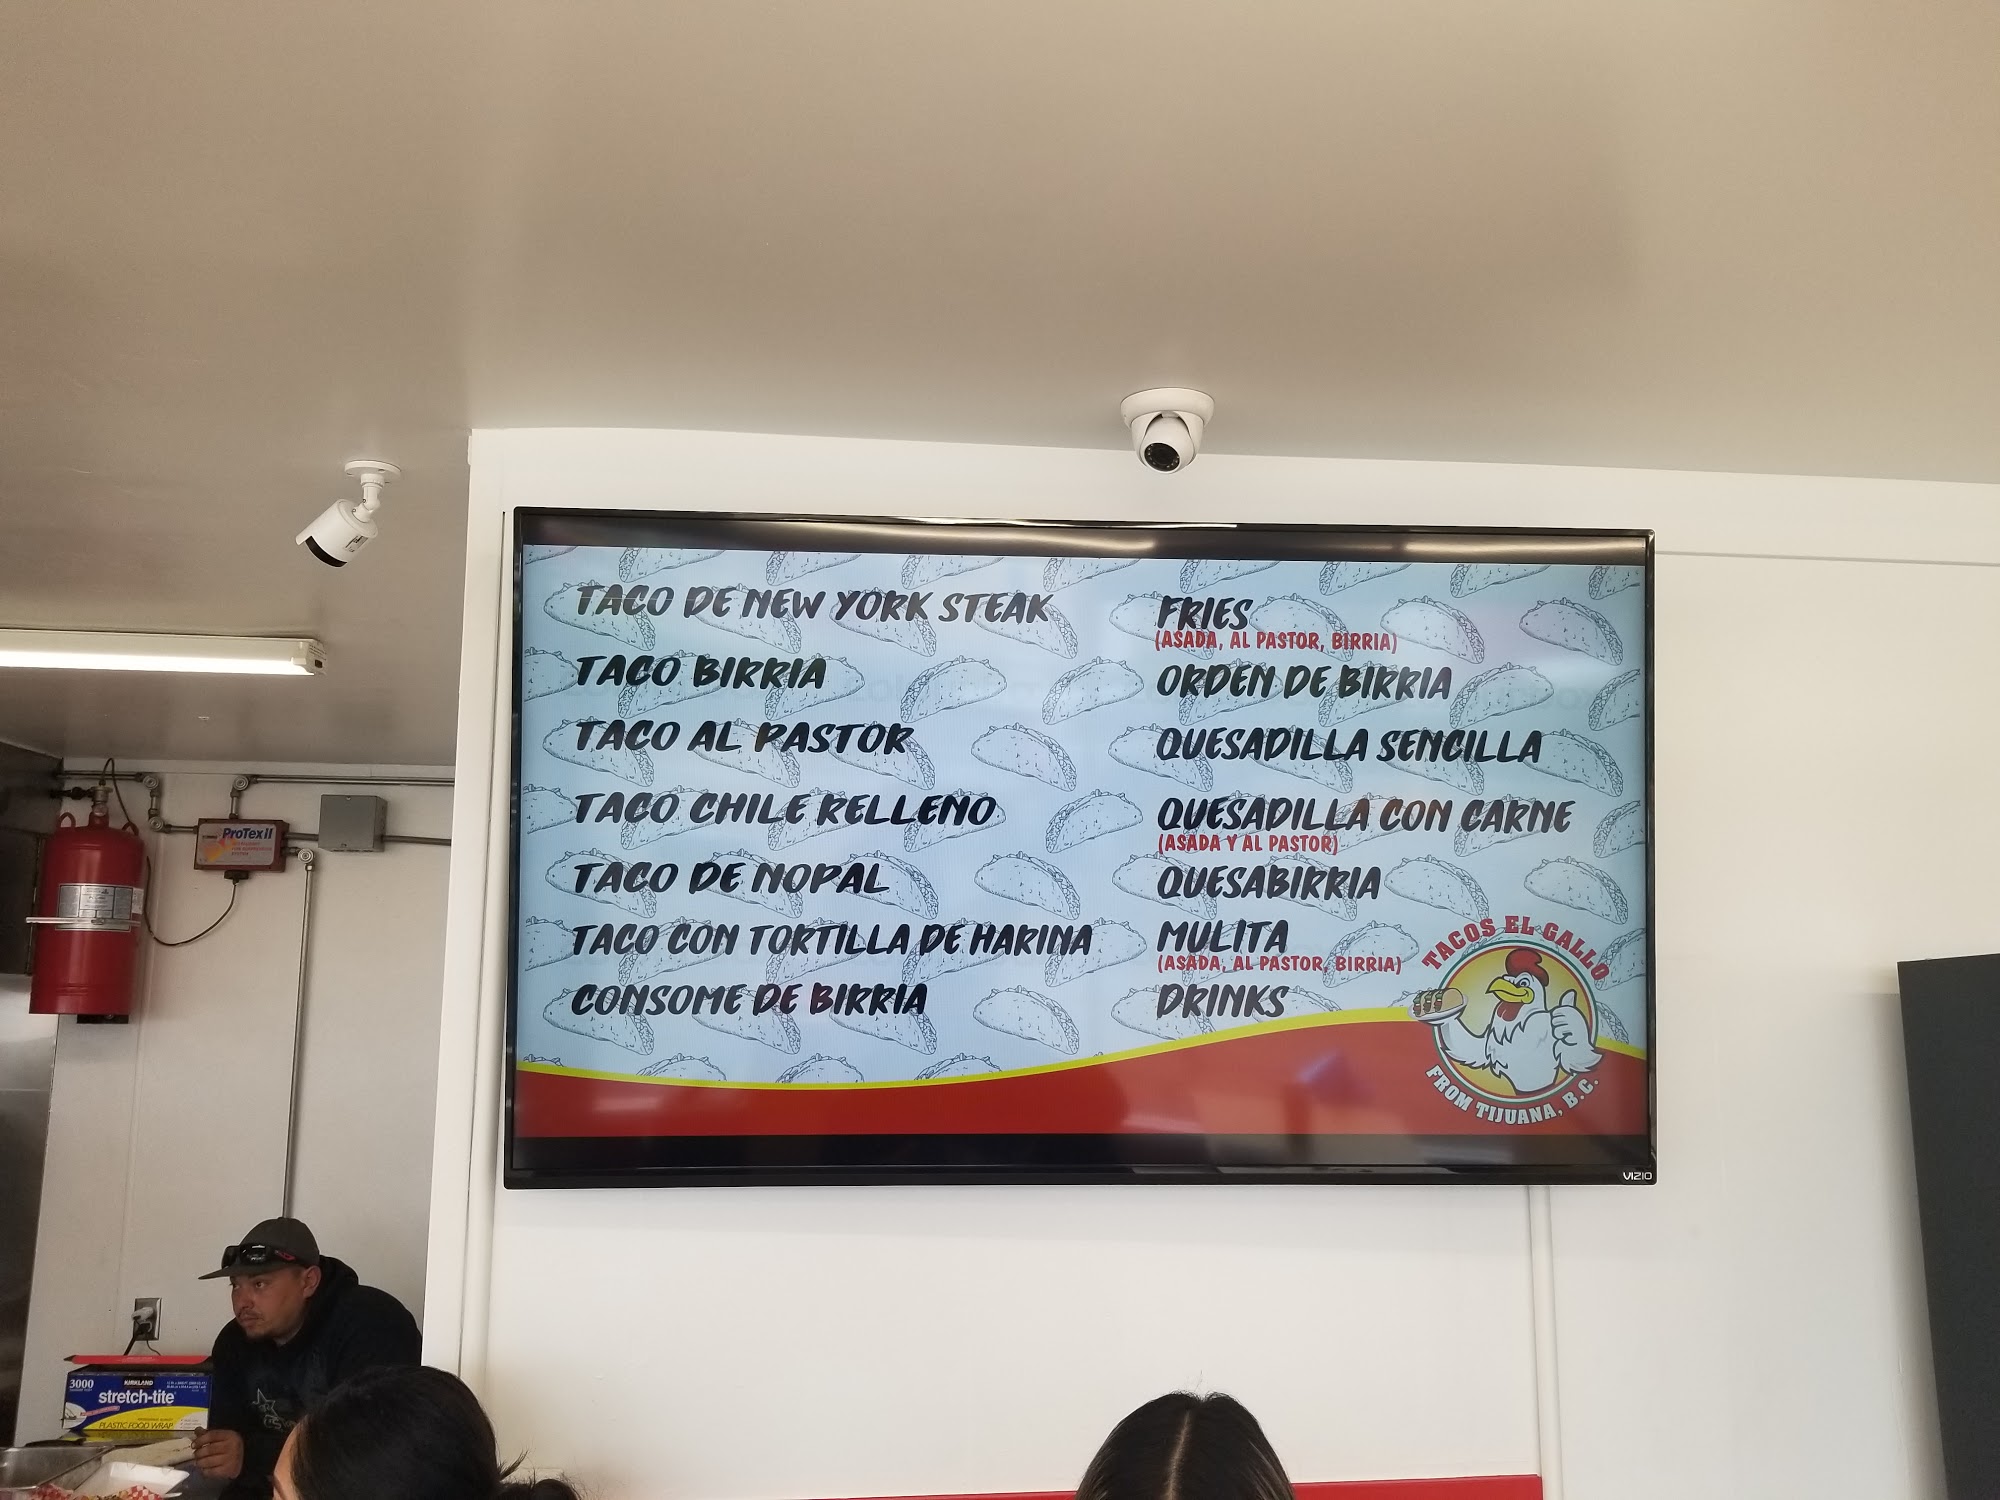 TACO DE NEW YORK STEAK
TACO BIRRIA
TACO AL PASTOR
TACO CHILE RELLENO
TACO DE NOPAL
TACO CON TORTILLA DE HARINA
CONSOME DE BIRRIA
FRIES
(ASADA, AL PASTOR, BIRRIA)
ORDEN DE BIRRIA
QUESADILLA SENCILLA
QUESADILLA CON CARNE
(ASADA Y AL PASTOR)
QUESABIRRIA
MULITA
(ASADA, AL PASTOR, BIRRIA)
DRINKS
TACOS EL GALLO
FROM TIJUANA, B.C.
VIZIO
ProTex II
3000
KIRKLAND
stretch-tite
PLASTIC FOOD WRAP